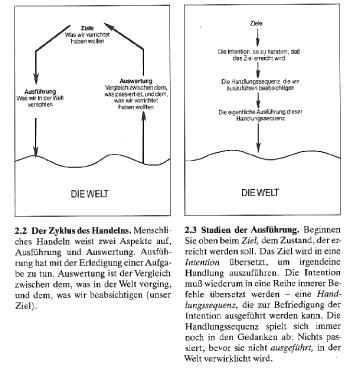 Ziele
Was wir verrichtet
haben wollen
Ausführung
Was wir in der Welt
verrichten
Auswertung
Vergleich zwischen dem,
was passiert ist, und dem,
was wir verrichtet
haben wollten
DIE WELT
2.2 Der Zyklus des Handelns. Menschli-
ches Handeln weist zwei Aspekte auf,
Ausführung und Auswertung. Ausfüh-
rung hat mit der Erledigung einer Aufga-
be zu tun. Auswertung ist der Vergleich
zwischen dem, was in der Welt vorging,
und dem, was wir beabsichtigen (unser
Ziel).
Ziele
Die Intention, so zu handeln, daß
das Ziel erreicht wird
Die Handlungssequenz, die wir
auszuführen beabsichtigen
Die eigentliche Ausführung dieser
Handlungssequenz
DIE WELT
2.3 Stadien der Ausführung. Beginnen
Sie oben beim Ziel, dem Zustand, der er-
reicht werden soll. Das Ziel wird in eine
Intention übersetzt, um irgendeine
Handlung auszuführen. Die Intention
muß wiederum in eine Reihe innerer Be-
fehle übersetzt werden – eine Hand-
lungssequenz, die zur Befriedigung der
Intention ausgeführt werden kann. Die
Handlungssequenz spielt sich immer
noch in den Gedanken ab: Nichts pas-
siert, bevor sie nicht ausgeführt, in der
Welt verwirklicht wird.